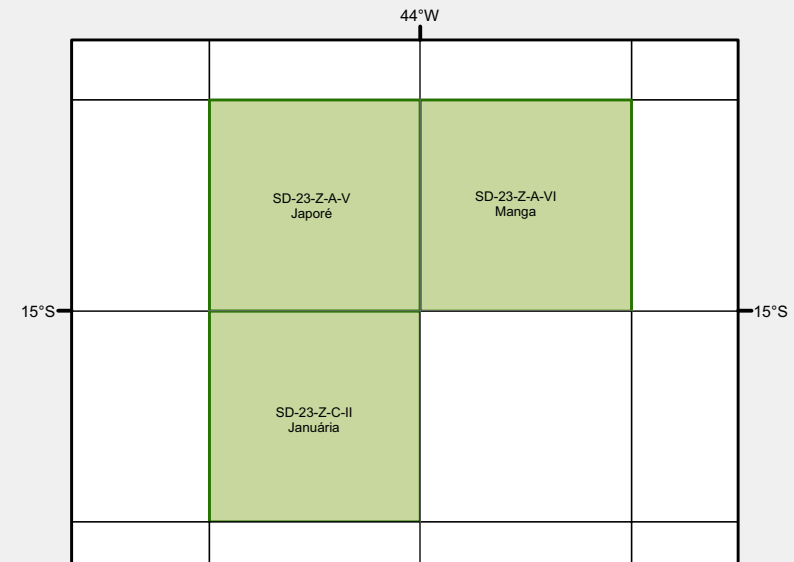 44°W
SD-23-Z-A-V
Japoré
SD-23-Z-A-VI
Manga
15°S
15°S
SD-23-Z-C-II
Januária